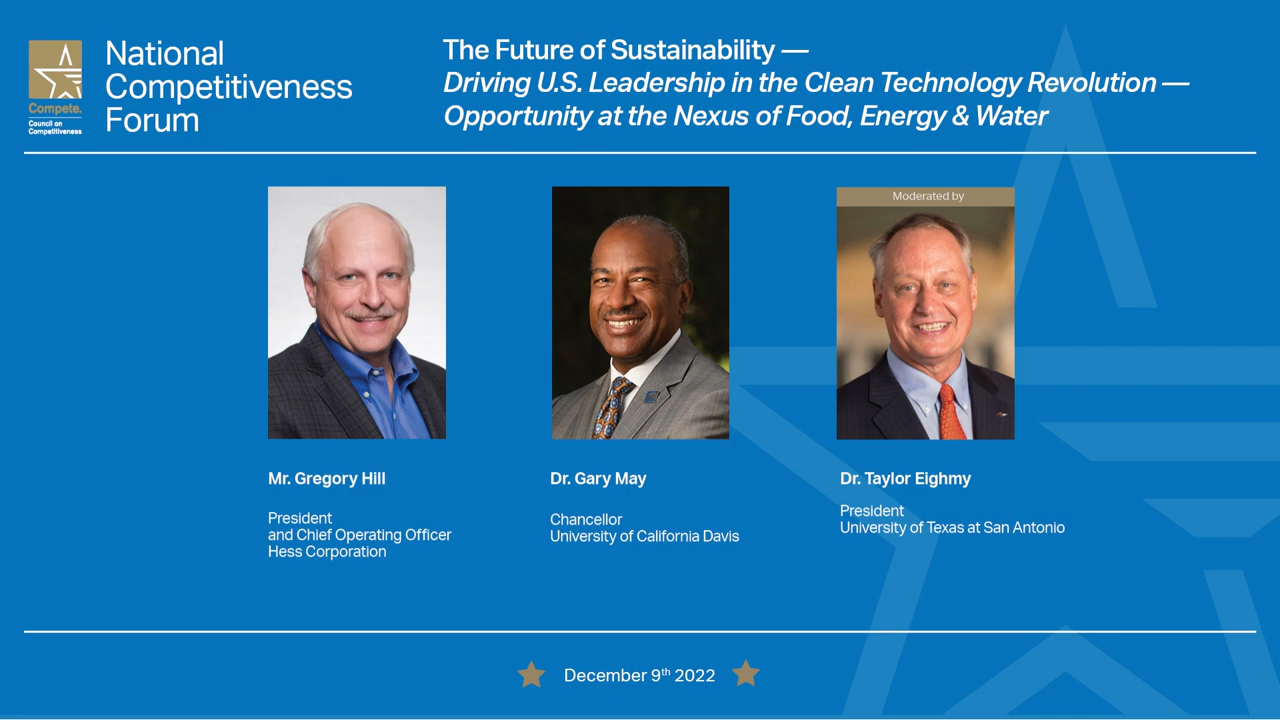 National
Competitiveness
Forum
Compete.
Council on
Competitiveness
The Future of Sustainability —
Driving U.S. Leadership in the Clean Technology Revolution —
Opportunity at the Nexus of Food, Energy & Water
Moderated by
Mr. Gregory Hill
President
and Chief Operating Officer
Hess Corporation
Dr. Gary May
Chancellor
University of California Davis
Dr. Taylor Eighmy
President
University of Texas at San Antonio
December 9th 2022